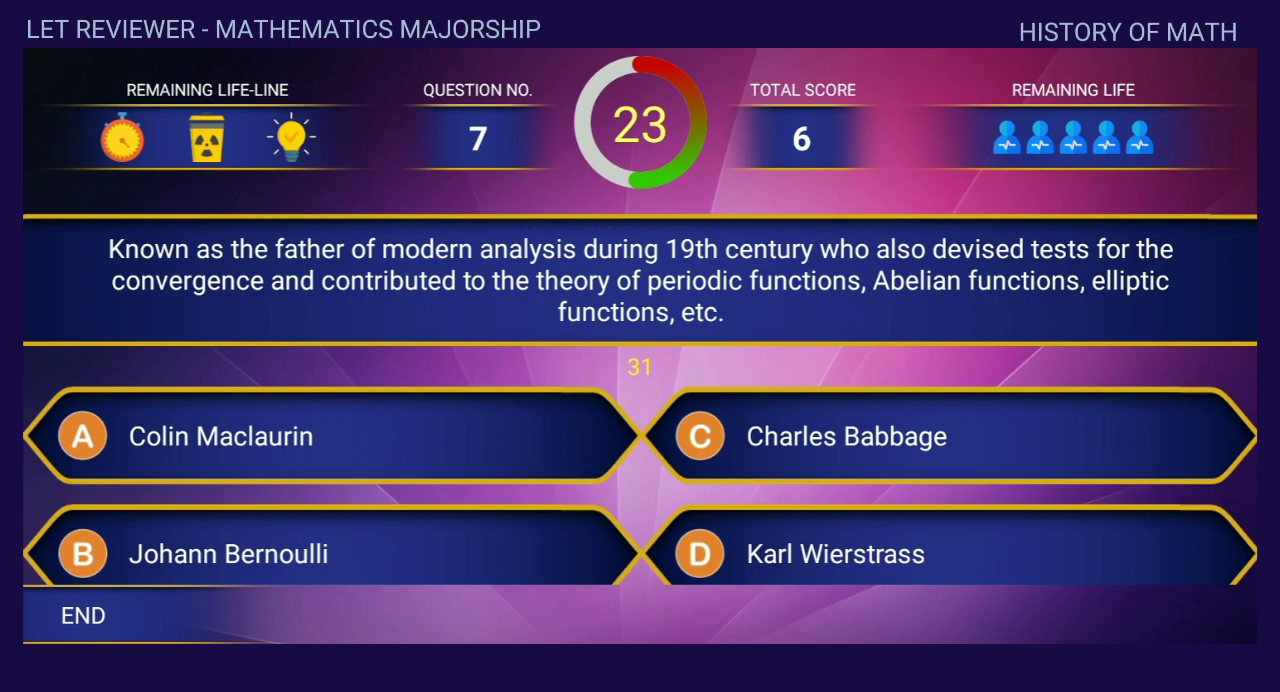 LET REVIEWER - MATHEMATICS MAJORSHIP
HISTORY OF MATH
REMAINING LIFE-LINE
QUESTION NO.
7
23
TOTAL SCORE
6
REMAINING LIFE
Known as the father of modern analysis during 19th century who also devised tests for the
convergence and contributed to the theory of periodic functions, Abelian functions, elliptic
functions, etc.
31
A Colin Maclaurin
C Charles Babbage
B Johann Bernoulli
D Karl Wierstrass
END